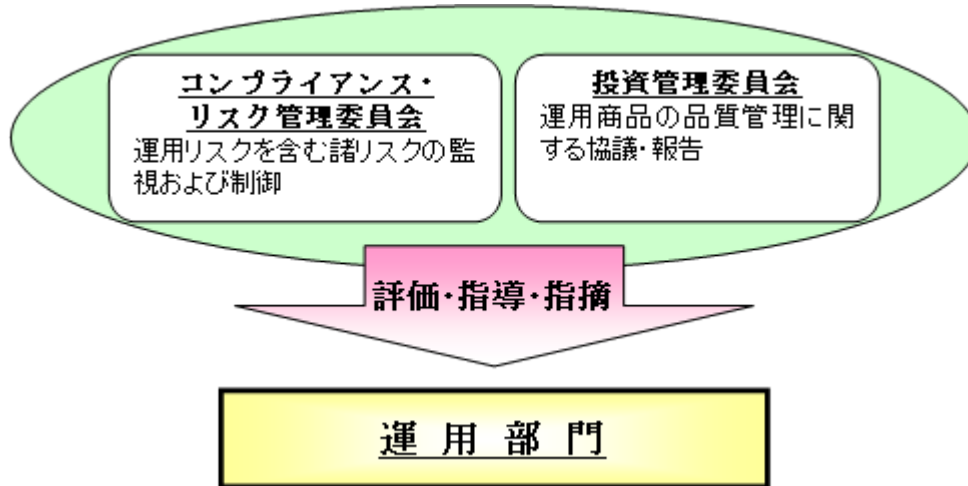 コンプライアンス・
リスク管理委員会
運用リスクを含む諸リスクの監
視および制御
投資管理委員会
運用商品の品質管理に関
する協議・報告
評価・指導・指摘
運用部門